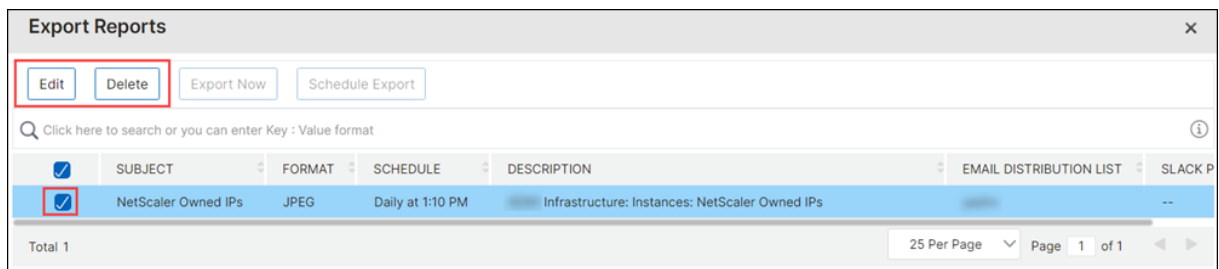 Export Reports
Edit Delete Export Now Schedule Export
Click here to search or you can enter Key : Value format
SUBJECT FORMAT SCHEDULE DESCRIPTION EMAIL DISTRIBUTION LIST SLACK P
NetScaler Owned IPs JPEG Daily at 1:10 PM Infrastructure: Instances: NetScaler Owned IPs --
Total 1 25 Per Page Page 1 of 1